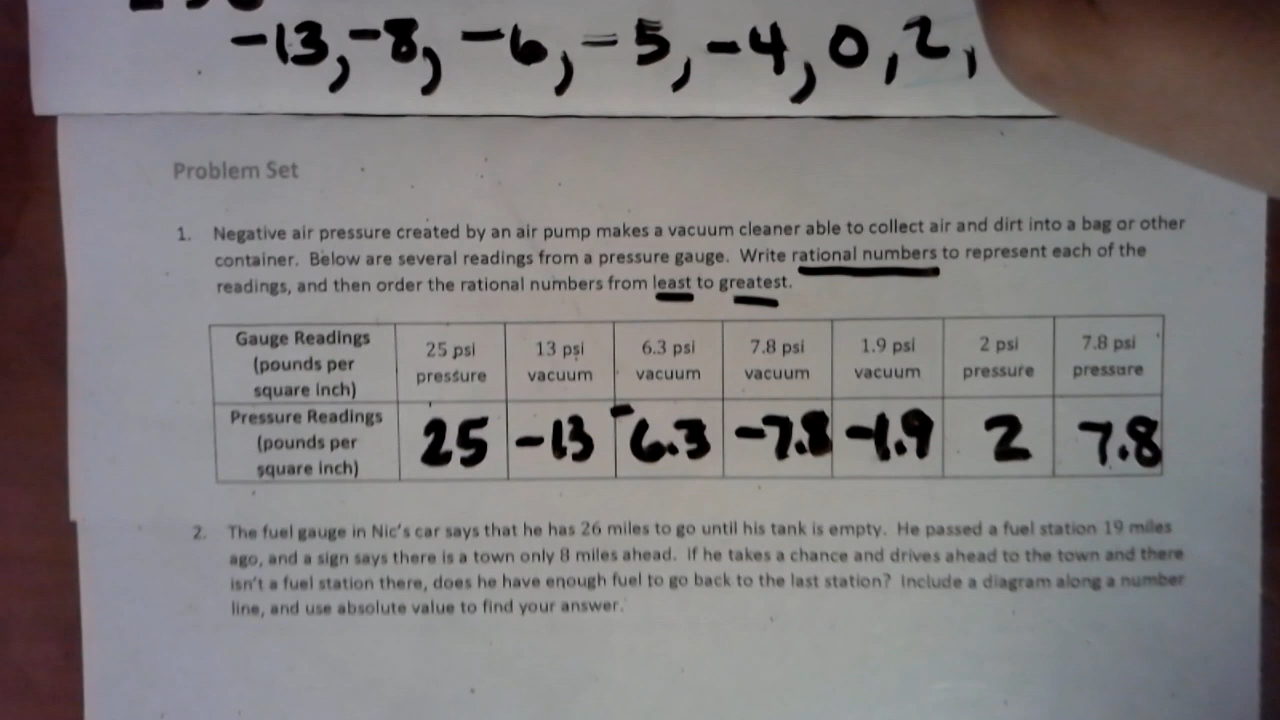 -13, -8, -6, -5, -4, 0, 2,
Problem Set
1. Negative air pressure created by an air pump makes a vacuum cleaner able to collect air and dirt into a bag or other
container. Below are several readings from a pressure gauge. Write rational numbers to represent each of the
readings, and then order the rational numbers from least to greatest.
Gauge Readings
(pounds per
square inch)
25 psi
pressure
13 psi
vacuum
6.3 psi
vacuum
7.8 psi
vacuum
1.9 psi
vacuum
2 psi
pressure
7.8 psi
pressure
Pressure Readings
(pounds per
square inch)
25
-13
-6.3
-7.8
-1.9
2
7.8
2. The fuel gauge in Nic's car says that he has 26 miles to go until his tank is empty. He passed a fuel station 19 miles
ago, and a sign says there is a town only 8 miles ahead. If he takes a chance and drives ahead to the town and there
isn't a fuel station there, does he have enough fuel to go back to the last station? Include a diagram along a number
line, and use absolute value to find your answer.